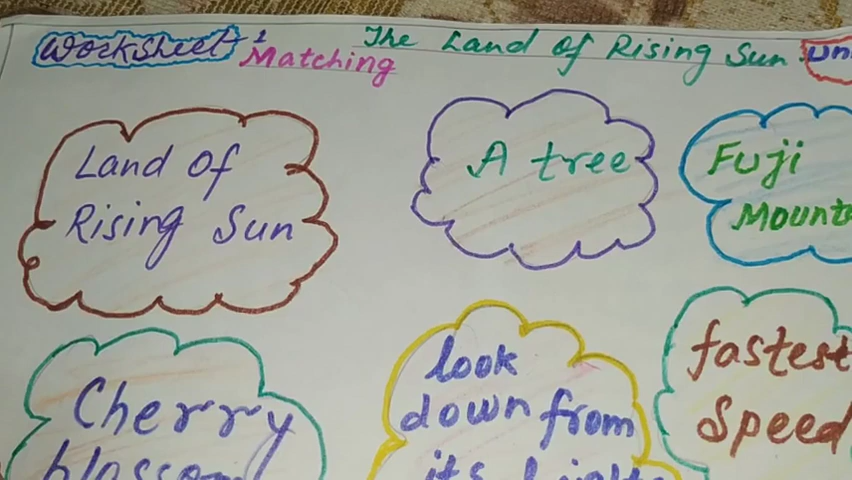 Worksheet-1 The Land of Rising Sun
Matching
Land of
Rising Sun
A tree
Fuji
Cherry
look
down from
fastest
Speed